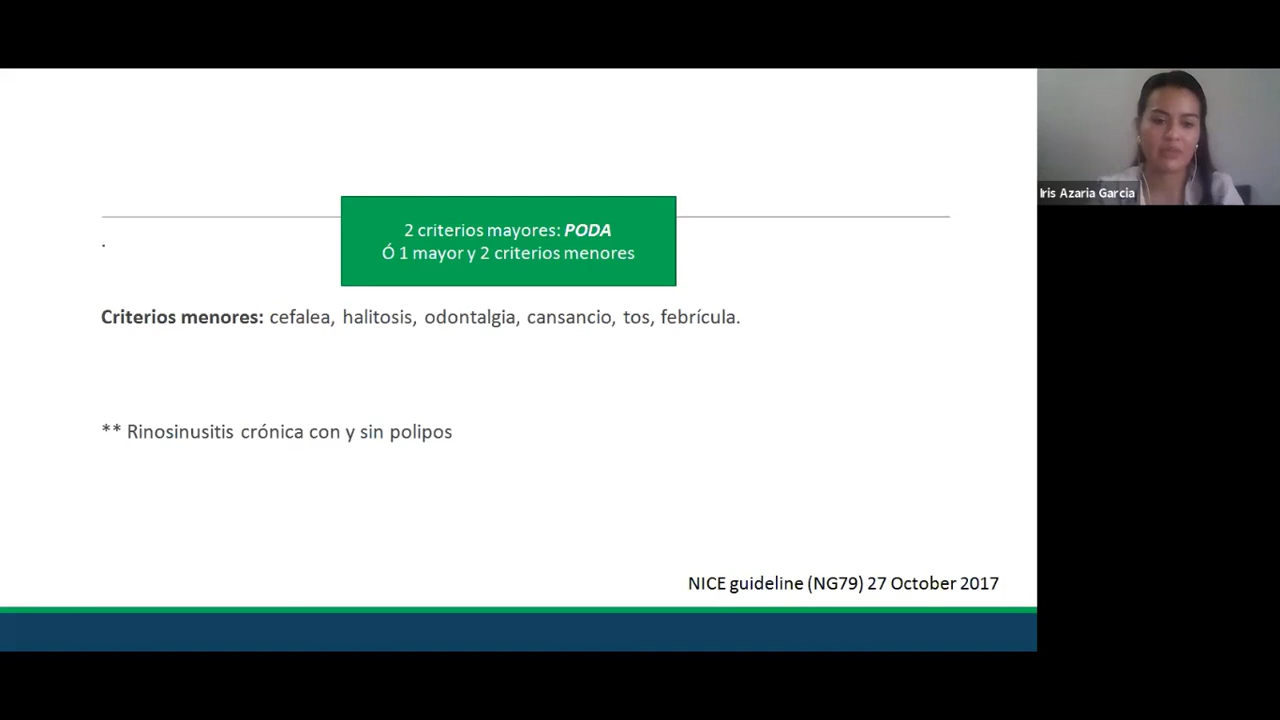 2 criterios mayores: PODA
Ó 1 mayor y 2 criterios menores
.
Criterios menores: cefalea, halitosis, odontalgia, cansancio, tos, febrícula.
** Rinosinusitis crónica con y sin polipos
NICE guideline (NG79) 27 October 2017
Iris Azaria Garcia